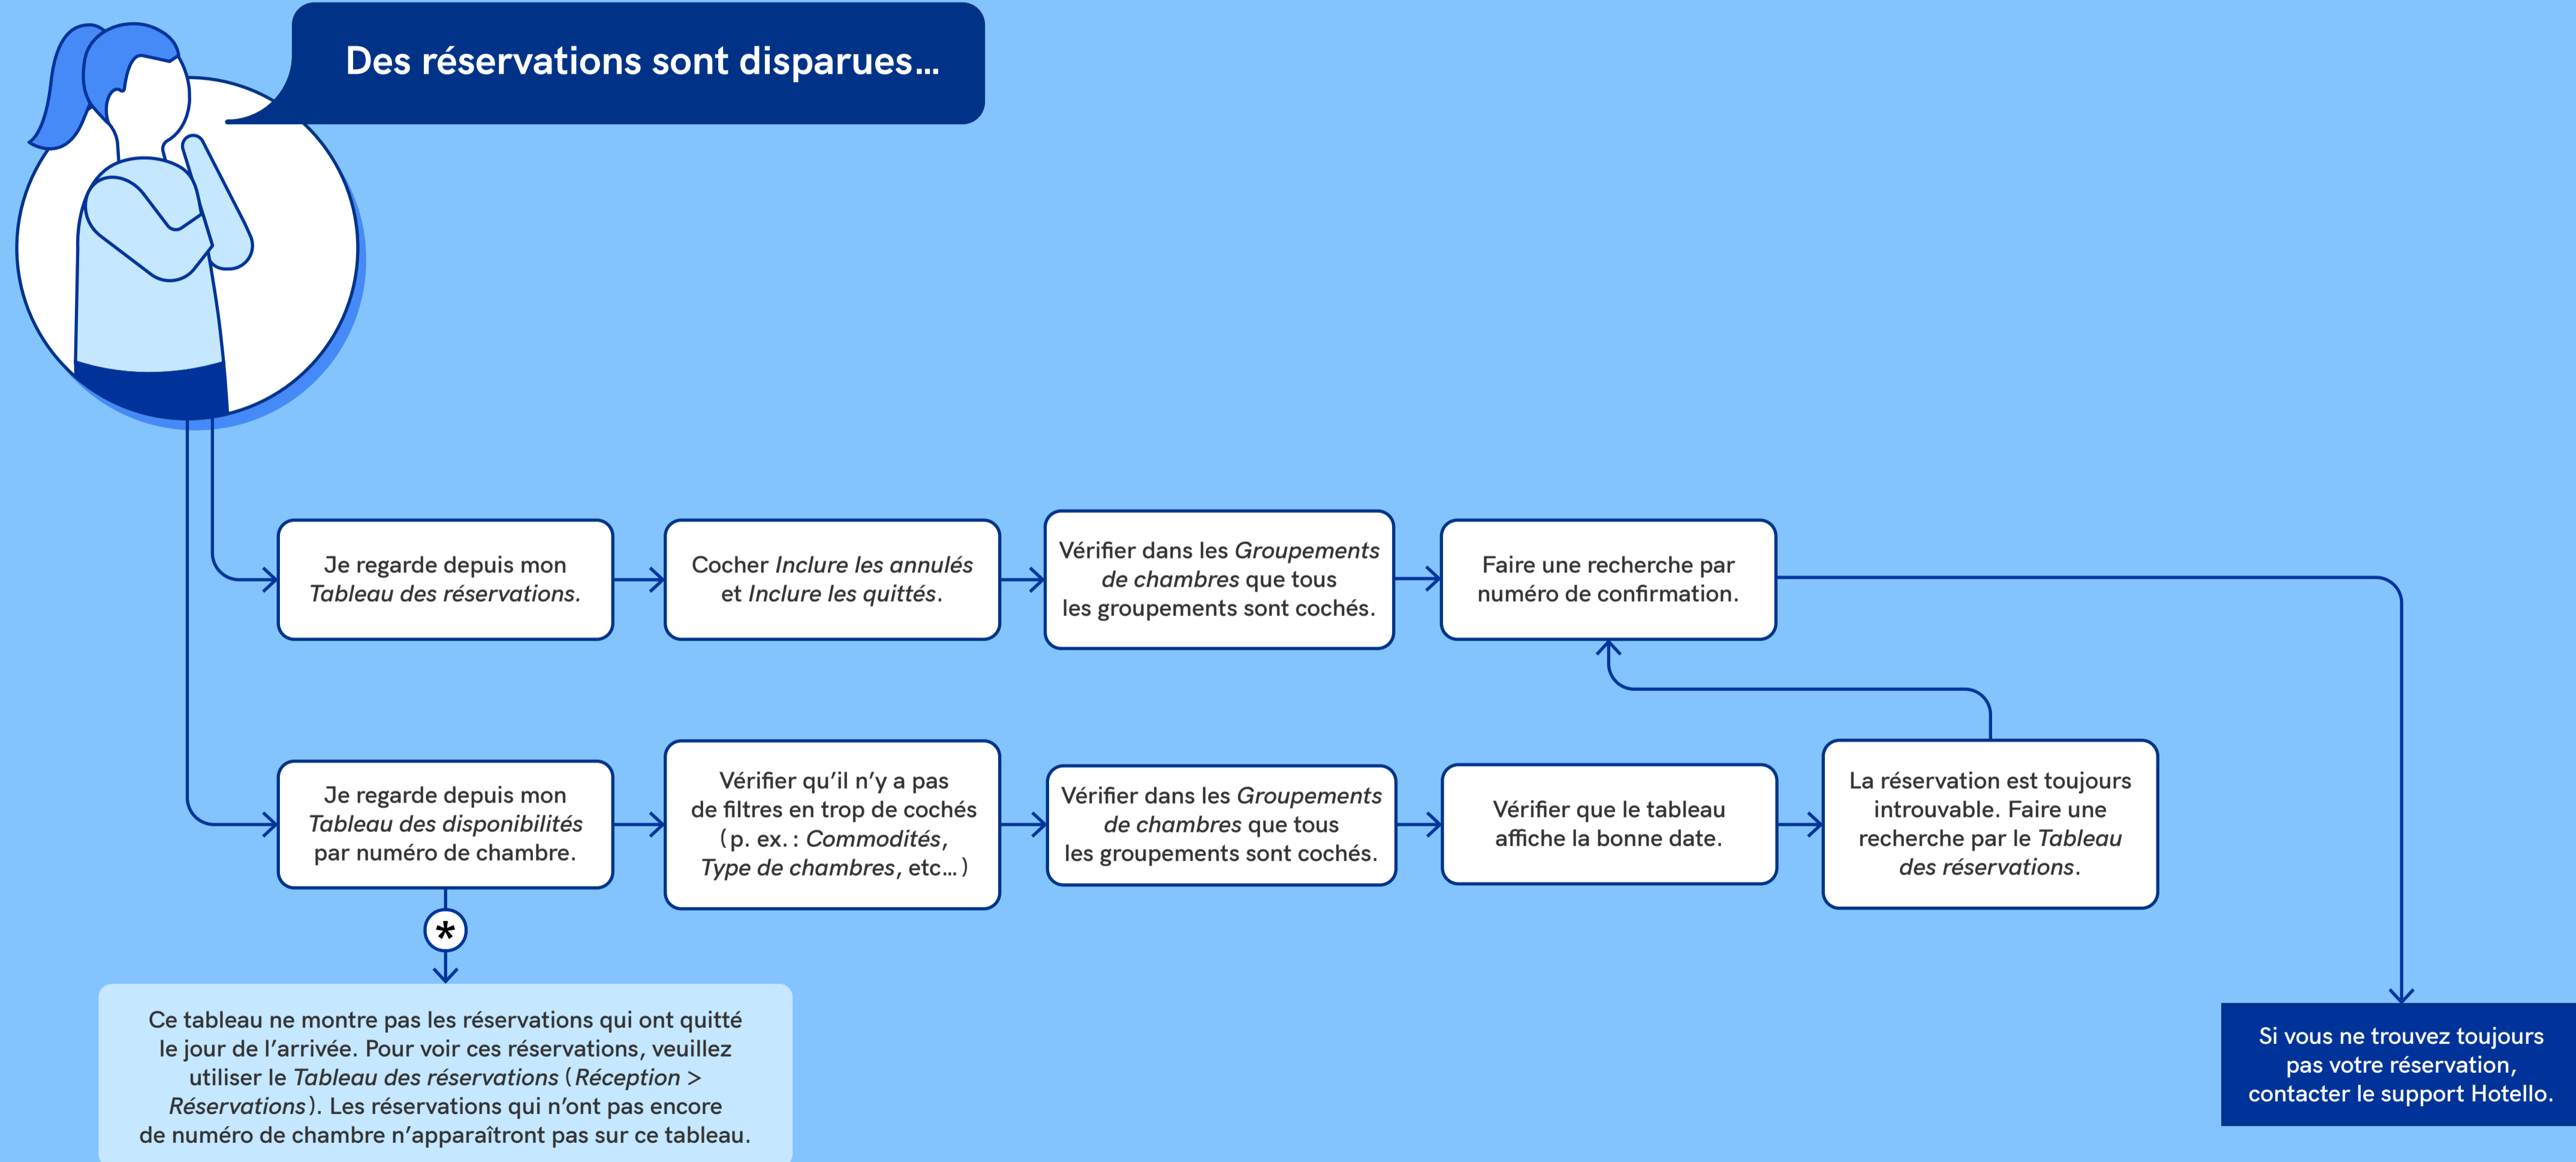 Des réservations sont disparues...
Je regarde depuis mon
Tableau des réservations.
Cocher Inclure les annulés
et Inclure les quittés.
Vérifier dans les Groupements
de chambres que tous
les groupements sont cochés.
Faire une recherche par
numéro de confirmation.
Je regarde depuis mon
Tableau des disponibilités
par numéro de chambre.
Vérifier qu'il n'y a pas
de filtres en trop de cochés
(p. ex. : Commodités,
Type de chambres, etc...)
Vérifier dans les Groupements
de chambres que tous
les groupements sont cochés.
Vérifier que le tableau
affiche la bonne date.
La réservation est toujours
introuvable. Faire une
recherche par le Tableau
des réservations.
*
Ce tableau ne montre pas les réservations qui ont quitté
le jour de l'arrivée. Pour voir ces réservations, veuillez
utiliser le Tableau des réservations (Réception >
Réservations). Les réservations qui n'ont pas encore
de numéro de chambre n'apparaîtront pas sur ce tableau.
Si vous ne trouvez toujours
pas votre réservation,
contacter le support Hotello.